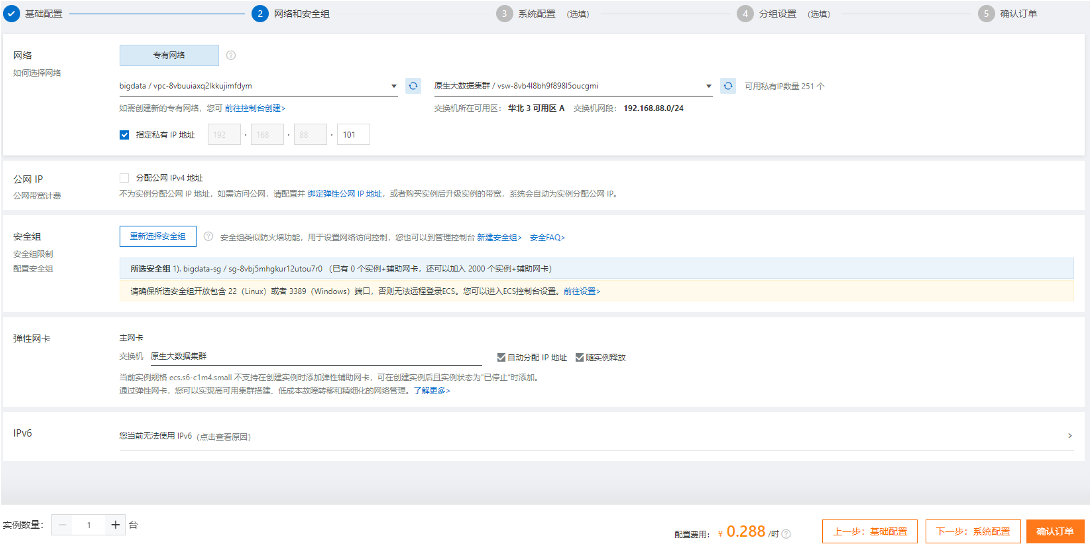 基础配置
2 网络和安全组
3 系统配置 (选填)
4 分组设置 (选填)
5 确认订单
网络
如何选择网络
专有网络
bigdata / vpc-8vbuuiaxq2lkkujimfdym
原生大数据集群 / vsw-8vb4l8bh9f898l5oucgmi
可用私有IP数量 251 个
如需创建新的专有网络，您可 前往控制台创建>
交换机所在可用区： 华北 3 可用区 A 交换机网段： 192.168.88.0/24
指定私有 IP 地址 192 · 168 · 88 · 101
公网 IP
公网带宽计费
分配公网 IPv4 地址
不为实例分配公网 IP 地址，如需访问公网，请配置并 绑定弹性公网 IP 地址，或者购买实例后升级实例的带宽，系统会自动为实例分配公网 IP。
安全组
安全组限制
配置安全组
重新选择安全组
安全组类似防火墙功能，用于设置网络访问控制，您也可以到管理控制台 新建安全组> 安全FAQ>
所选安全组 1). bigdata-sg / sg-8vbj5mhgkur12utou7r0 （已有 0 个实例+辅助网卡，还可以加入 2000 个实例+辅助网卡）
请确保所选安全组开放包含 22（Linux）或者 3389（Windows）端口，否则无法远程登录ECS。您可以进入ECS控制台设置。前往设置>
弹性网卡
主网卡
交换机 原生大数据集群
自动分配 IP 地址
随实例释放
当前实例规格 ecs.s6-c1m4.small 不支持在创建实例时添加弹性辅助网卡，可在创建实例后且实例状态为“已停止”时添加。
通过弹性网卡，您可以实现高可用集群搭建、低成本故障转移和精细化的网络管理。了解更多>
IPv6
您当前无法使用 IPv6 (点击查看原因)
实例数量： 1 台
配置费用： ¥ 0.288 /时
上一步：基础配置
下一步：系统配置
确认订单